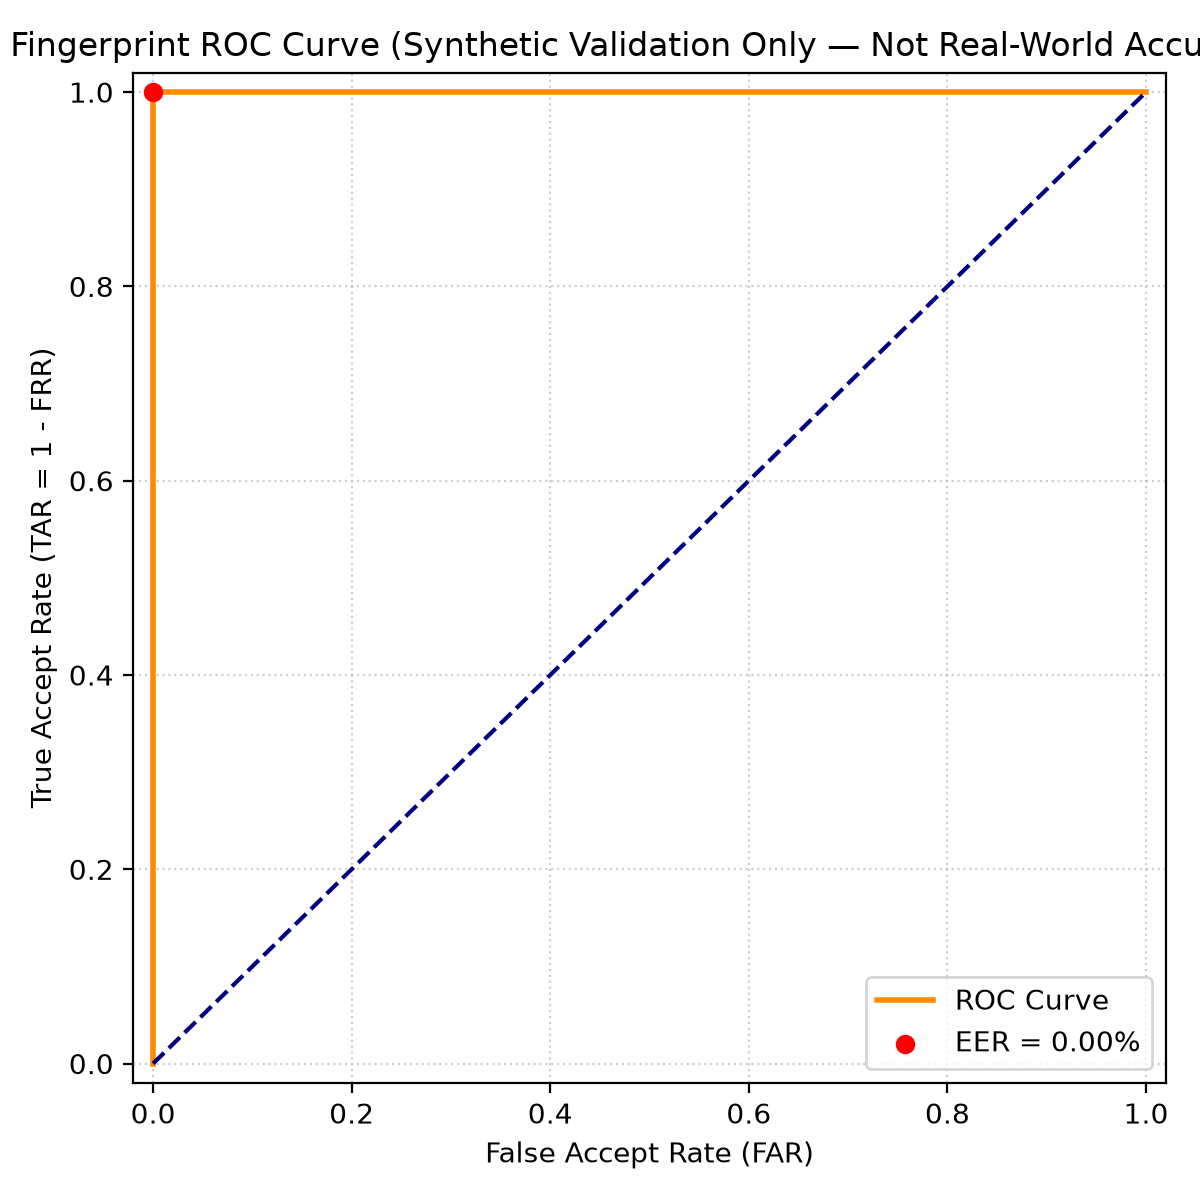 Fingerprint ROC Curve (Synthetic Validation Only — Not Real-World Accu
1.0
0.8
0.6
0.4
0.2
0.0
True Accept Rate (TAR = 1 - FRR)
ROC Curve
EER = 0.00%
0.0 0.2 0.4 0.6 0.8 1.0
False Accept Rate (FAR)